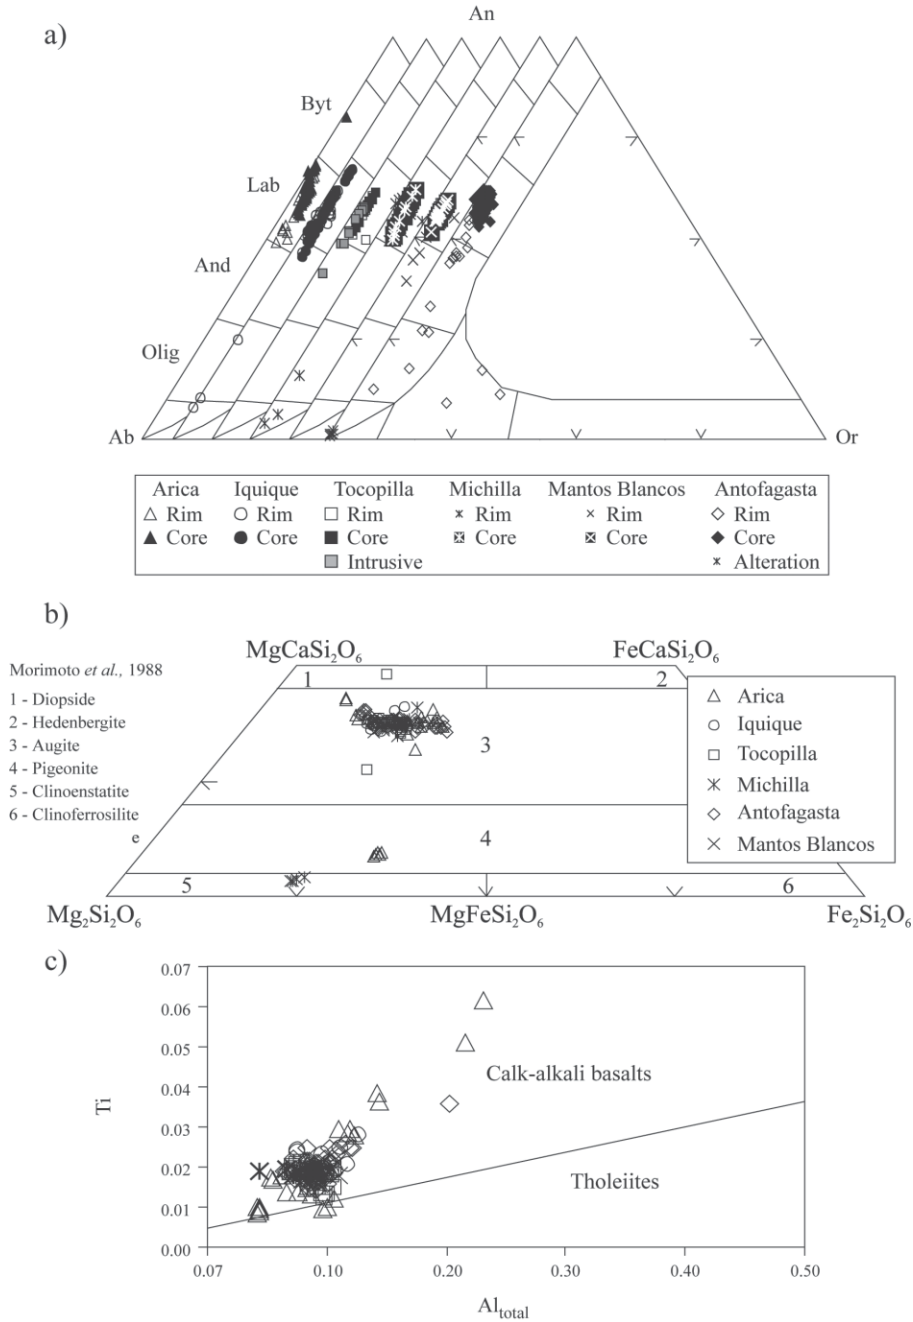 a)
An
Byt
Lab
And
Olig
Ab
Or
Arica Iquique Tocopilla Michilla Mantos Blancos Antofagasta
Rim Rim Rim Rim Rim Rim
Core Core Core Core Core Core
Intrusive Alteration
b)
MgCaSi₂O₆ FeCaSi₂O₆
Morimoto et al., 1988
1 - Diopside
2 - Hedenbergite
3 - Augite
4 - Pigeonite
5 - Clinoenstatite
6 - Clinoferrosilite
e
1
2
3
4
5
6
Arica
Iquique
Tocopilla
Michilla
Antofagasta
Mantos Blancos
Mg₂Si₂O₆ MgFeSi₂O₆ Fe₂Si₂O₆
c)
0.07
0.06
0.05
0.04
0.03
0.02
0.01
0.00
Ti
Calk-alkali basalts
Tholeiites
0.07 0.10 0.20 0.30 0.40 0.50
Al total